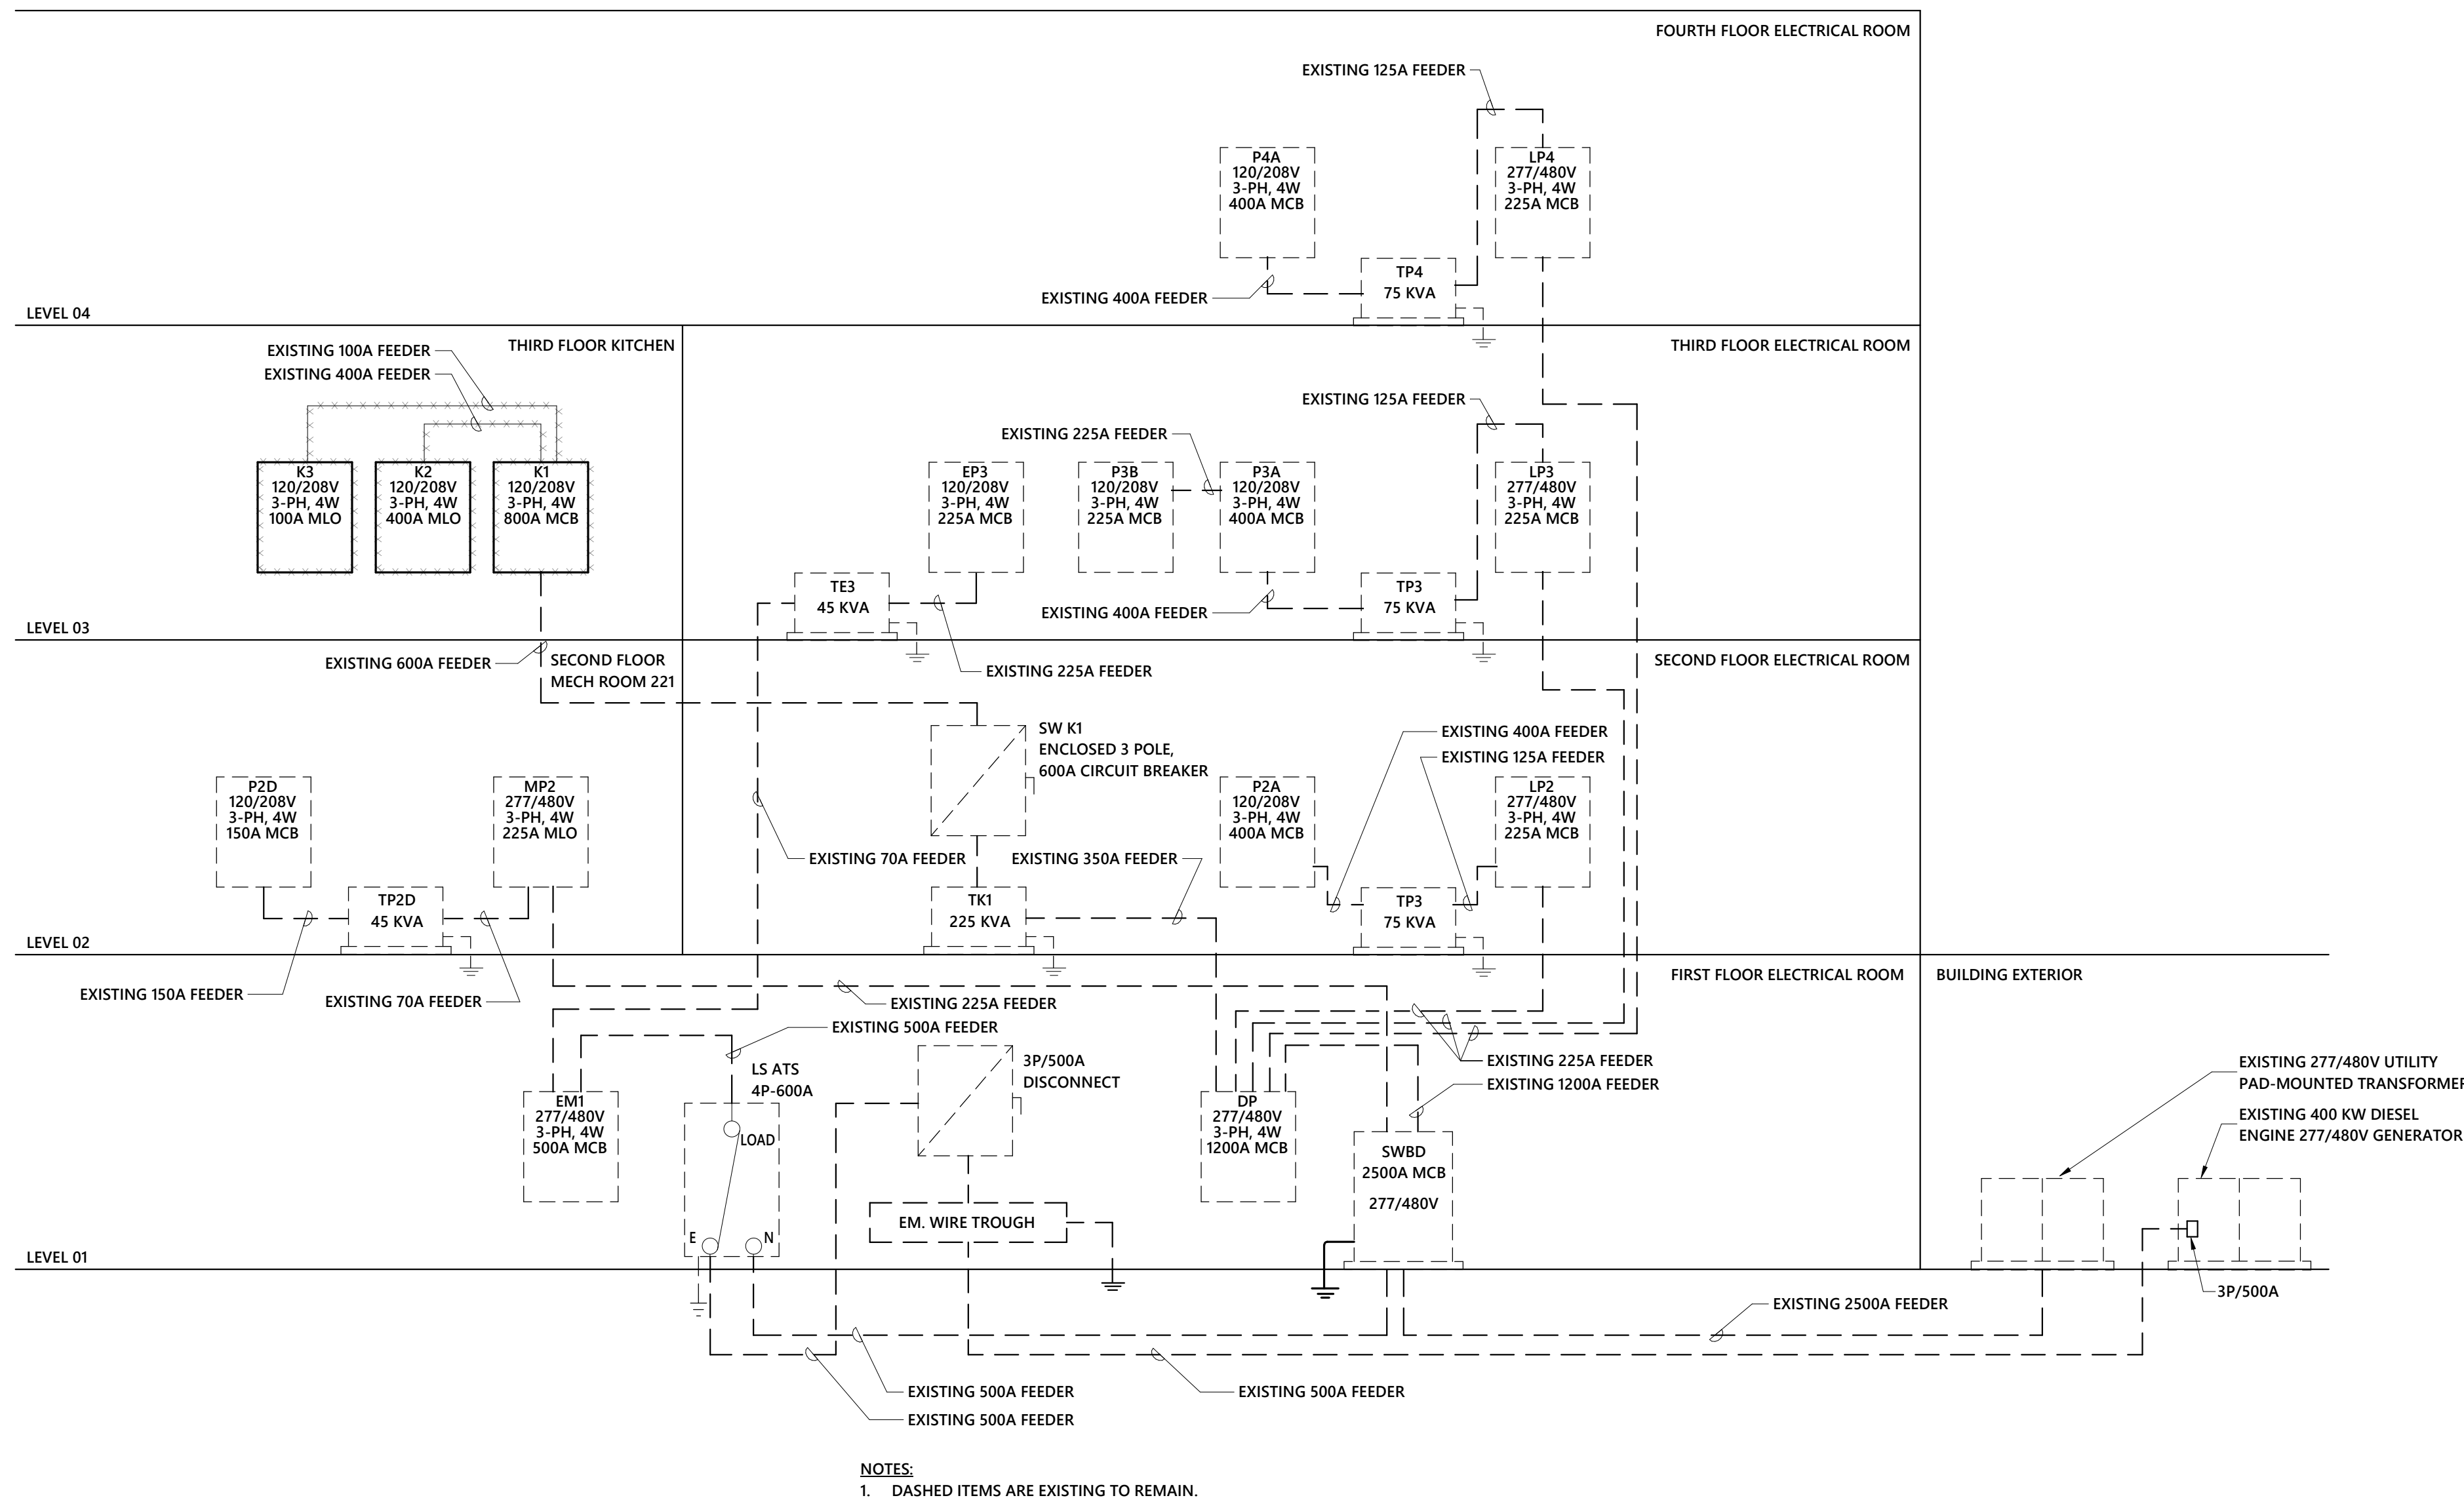 FOURTH FLOOR ELECTRICAL ROOM
EXISTING 125A FEEDER
P4A
120/208V
3-PH, 4W
400A MCB
LP4
277/480V
3-PH, 4W
225A MCB
TP4
75 KVA
EXISTING 400A FEEDER
LEVEL 04
THIRD FLOOR KITCHEN
EXISTING 100A FEEDER
EXISTING 400A FEEDER
K3
120/208V
3-PH, 4W
100A MLO
K2
120/208V
3-PH, 4W
400A MLO
K1
120/208V
3-PH, 4W
800A MCB
THIRD FLOOR ELECTRICAL ROOM
EXISTING 125A FEEDER
EXISTING 225A FEEDER
EP3
120/208V
3-PH, 4W
225A MCB
P3B
120/208V
3-PH, 4W
225A MCB
P3A
120/208V
3-PH, 4W
400A MCB
LP3
277/480V
3-PH, 4W
225A MCB
TE3
45 KVA
EXISTING 400A FEEDER
TP3
75 KVA
LEVEL 03
EXISTING 600A FEEDER
SECOND FLOOR
MECH ROOM 221
EXISTING 225A FEEDER
SECOND FLOOR ELECTRICAL ROOM
SW K1
ENCLOSED 3 POLE,
600A CIRCUIT BREAKER
EXISTING 400A FEEDER
EXISTING 125A FEEDER
P2D
120/208V
3-PH, 4W
150A MCB
MP2
277/480V
3-PH, 4W
225A MLO
P2A
120/208V
3-PH, 4W
400A MCB
LP2
277/480V
3-PH, 4W
225A MCB
EXISTING 70A FEEDER
EXISTING 350A FEEDER
TP2D
45 KVA
TK1
225 KVA
TP3
75 KVA
LEVEL 02
EXISTING 150A FEEDER
EXISTING 70A FEEDER
FIRST FLOOR ELECTRICAL ROOM
BUILDING EXTERIOR
EXISTING 225A FEEDER
EXISTING 500A FEEDER
LS ATS
4P-600A
3P/500A
DISCONNECT
EXISTING 225A FEEDER
EXISTING 1200A FEEDER
EXISTING 277/480V UTILITY
PAD-MOUNTED TRANSFORMER
EXISTING 400 KW DIESEL
ENGINE 277/480V GENERATOR
EM1
277/480V
3-PH, 4W
500A MCB
LOAD
E
N
EM. WIRE TROUGH
DP
277/480V
3-PH, 4W
1200A MCB
SWBD
2500A MCB
277/480V
LEVEL 01
3P/500A
EXISTING 2500A FEEDER
EXISTING 500A FEEDER
EXISTING 500A FEEDER
EXISTING 500A FEEDER
NOTES:
1. DASHED ITEMS ARE EXISTING TO REMAIN.